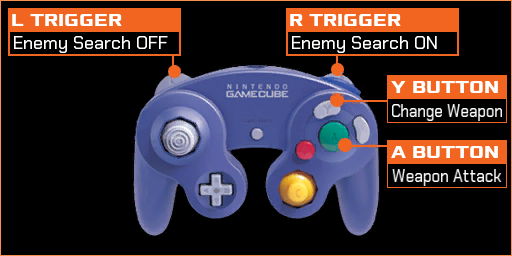 L TRIGGER
Enemy Search OFF
R TRIGGER
Enemy Search ON
NINTENDO
GAMECUBE
Y BUTTON
Change Weapon
A BUTTON
Weapon Attack